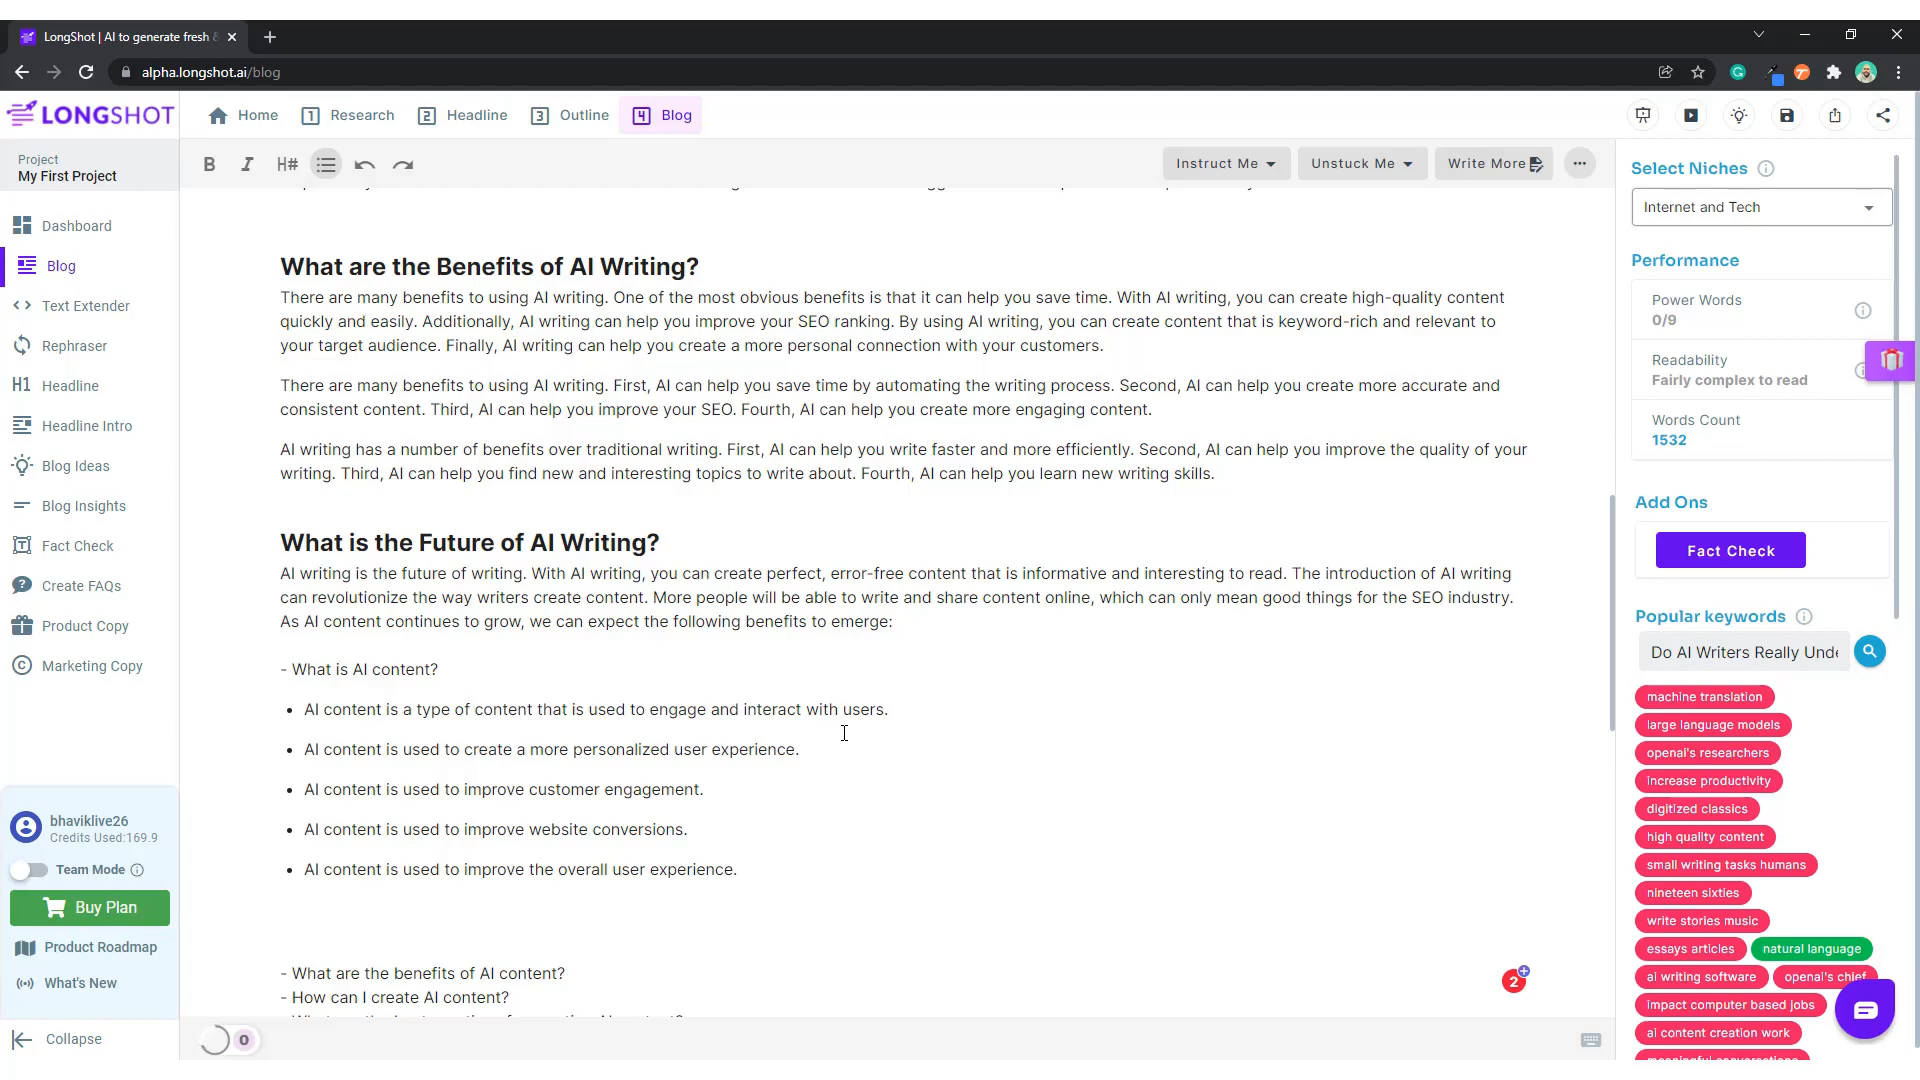 LongShot | AI to generate fresh &
alpha.longshot.ai/blog
LONGSHOT
Home
1 Research
2 Headline
3 Outline
4 Blog
Project
My First Project
B I H#
Instruct Me
Unstuck Me
Write More
Dashboard
Blog
Text Extender
Rephraser
H1 Headline
Headline Intro
Blog Ideas
Blog Insights
Fact Check
Create FAQs
Product Copy
Marketing Copy
bhaviklive26
Credits Used:169.9
Team Mode
Buy Plan
Product Roadmap
What's New
Collapse
What are the Benefits of AI Writing?
There are many benefits to using AI writing. One of the most obvious benefits is that it can help you save time. With AI writing, you can create high-quality content
quickly and easily. Additionally, AI writing can help you improve your SEO ranking. By using AI writing, you can create content that is keyword-rich and relevant to
your target audience. Finally, AI writing can help you create a more personal connection with your customers.
There are many benefits to using AI writing. First, AI can help you save time by automating the writing process. Second, AI can help you create more accurate and
consistent content. Third, AI can help you improve your SEO. Fourth, AI can help you create more engaging content.
AI writing has a number of benefits over traditional writing. First, AI can help you write faster and more efficiently. Second, AI can help you improve the quality of your
writing. Third, AI can help you find new and interesting topics to write about. Fourth, AI can help you learn new writing skills.
What is the Future of AI Writing?
AI writing is the future of writing. With AI writing, you can create perfect, error-free content that is informative and interesting to read. The introduction of AI writing
can revolutionize the way writers create content. More people will be able to write and share content online, which can only mean good things for the SEO industry.
As AI content continues to grow, we can expect the following benefits to emerge:
- What is AI content?
• AI content is a type of content that is used to engage and interact with users.
• AI content is used to create a more personalized user experience.
• AI content is used to improve customer engagement.
• AI content is used to improve website conversions.
• AI content is used to improve the overall user experience.
- What are the benefits of AI content?
- How can I create AI content?
2
0
Select Niches
Internet and Tech
Performance
Power Words
0/9
Readability
Fairly complex to read
Words Count
1532
Add Ons
Fact Check
Popular keywords
Do AI Writers Really Unde
machine translation
large language models
openai's researchers
increase productivity
digitized classics
high quality content
small writing tasks humans
nineteen sixties
write stories music
essays articles natural language
ai writing software openai's chief
impact computer based jobs
ai content creation work